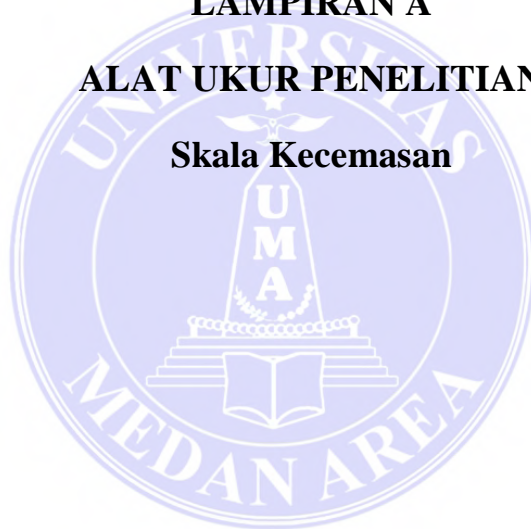 LAMPIRAN A
ALAT UKUR PENELITIAN
Skala Kecemasan
UNIVERSITAS
UMA
MEDAN AREA